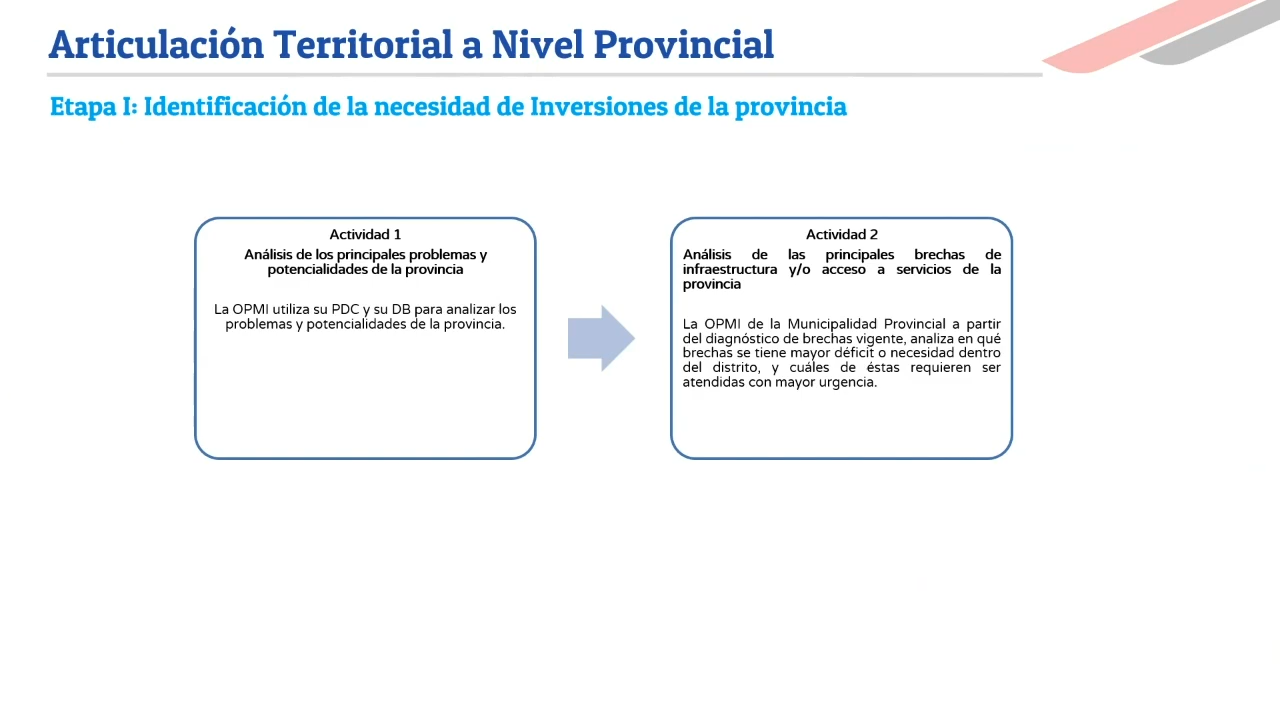 Articulación Territorial a Nivel Provincial
Etapa I: Identificación de la necesidad de Inversiones de la provincia
Actividad 1
Análisis de los principales problemas y
potencialidades de la provincia
La OPMI utiliza su PDC y su DB para analizar los
problemas y potencialidades de la provincia.
Actividad 2
Análisis de las principales brechas de
infraestructura y/o acceso a servicios de la
provincia
La OPMI de la Municipalidad Provincial a partir
del diagnóstico de brechas vigente, analiza en qué
brechas se tiene mayor déficit o necesidad dentro
del distrito, y cuáles de éstas requieren ser
atendidas con mayor urgencia.